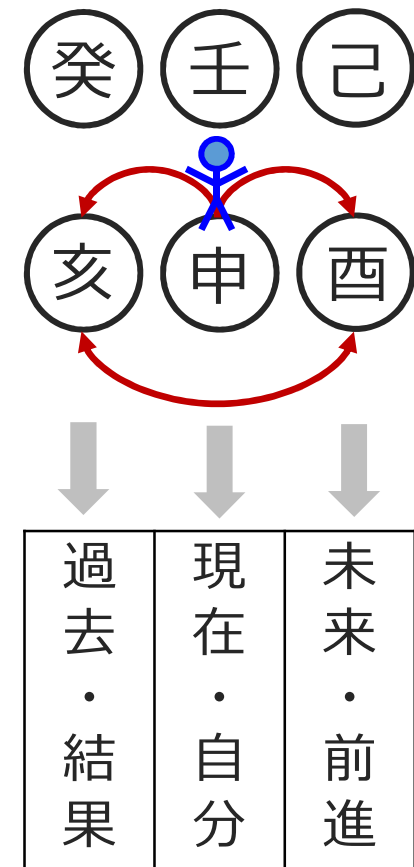 癸 壬 己
亥 申 酉
過去・結果
現在・自分
未来・前進